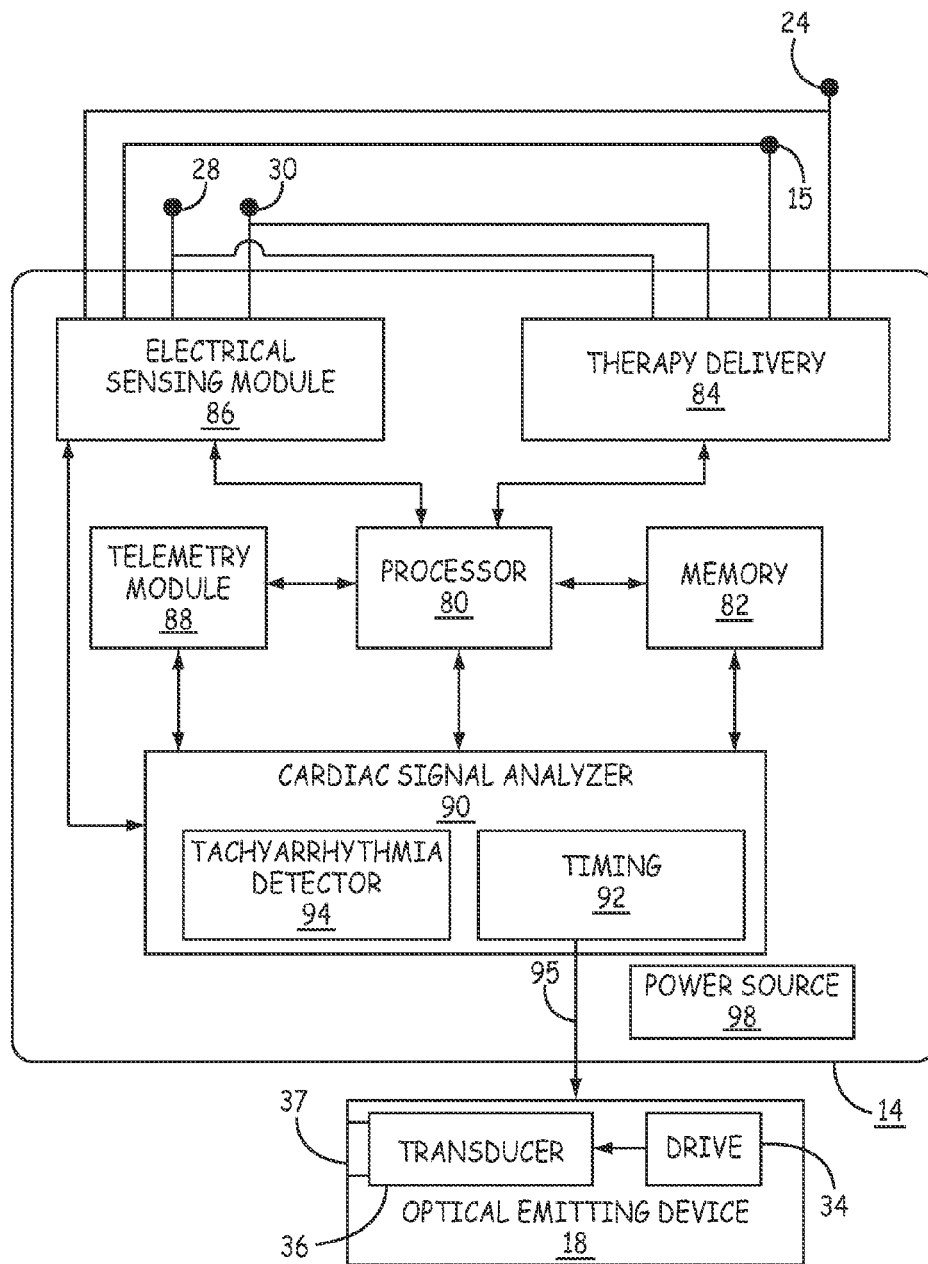 24
28
30
15
ELECTRICAL
SENSING MODULE
86
THERAPY DELIVERY
84
TELEMETRY
MODULE
88
PROCESSOR
80
MEMORY
82
CARDIAC SIGNAL ANALYZER
90
TACHYARRHYTHMIA
DETECTOR
94
TIMING
92
95
POWER SOURCE
98
14
37
TRANSDUCER
DRIVE
36
OPTICAL EMITTING DEVICE
18
34